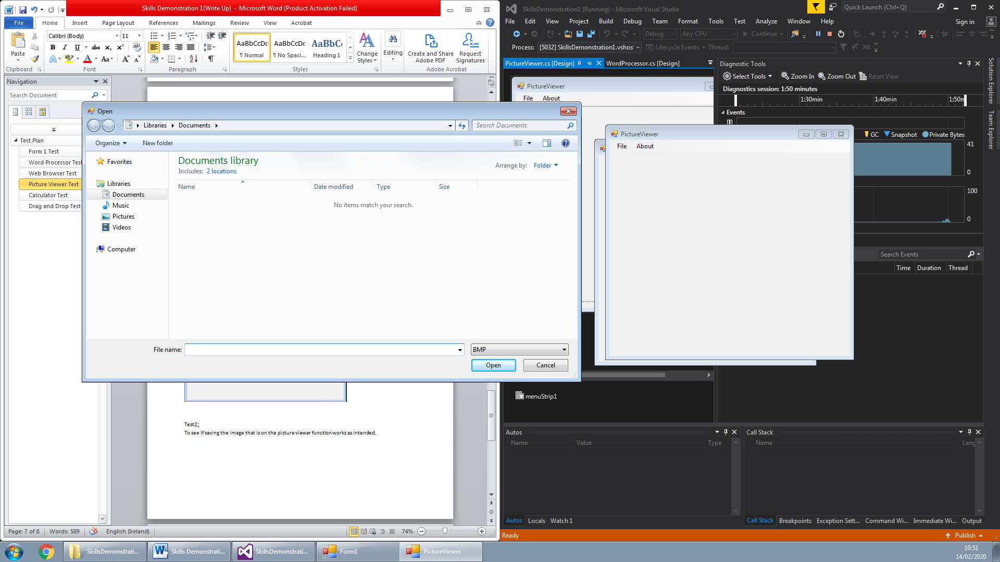 Skills Demonstration 1(Write Up) - Microsoft Word (Product Activation Failed)
File Home Insert Page Layout References Mailings Review View Acrobat
Paste
Clipboard
Calibri (Body) 11
Font
Paragraph
AaBbCcDc AaBbCcDc AaBbC
¶ Normal ¶ No Spaci... Heading 1
Change Styles
Styles
Editing
Create and Share Adobe PDF
Request Signatures
Adobe Acrobat
Navigation
Search Document
Test Plan
Form 1 Test
Word Processor Test
Web Browser Test
Picture Viewer Test
Calculator Test
Drag and Drop Test
Open
Libraries Documents
Search Documents
Organize New folder
Favorites
Libraries
Documents
Music
Pictures
Videos
Computer
Documents library
Includes: 2 locations
Arrange by: Folder
Name Date modified Type Size
No items match your search.
File name:
BMP
Open Cancel
Test2;
To see if saving the image that is on the picture viewer function works as intended.
Page: 7 of 8 Words: 589 English (Ireland) 74%
SkillsDemonstration1 (Running) - Microsoft Visual Studio
Quick Launch (Ctrl+Q)
File Edit View Project Build Debug Team Format Tools Test Analyze Window Help
Sign in
Debug Any CPU Continue
Process: [5032] SkillsDemonstration1.vshos Lifecycle Events Thread:
PictureViewer.cs [Design] WordProcessor.cs [Design]
PictureViewer
File About
PictureViewer
File About
menuStrip1
Diagnostic Tools
Select Tools Zoom In Zoom Out Reset View
Diagnostics session: 1:50 minutes
1:30min 1:40min 1:50m
Events
GC Snapshot Private Bytes
41
0
100
0
Search Events
Time Duration Thread
Solution Explorer
Team Explorer
Autos
Name Value Type
Autos Locals Watch 1
Call Stack
Name Lang
Call Stack Breakpoints Exception Sett... Command Wi... Immediate Wi... Output
Ready
Publish
SkillsDemonstrati... Skills Demonstrati... SkillsDemonstrati... Form1 PictureViewer
10:51
14/02/2020